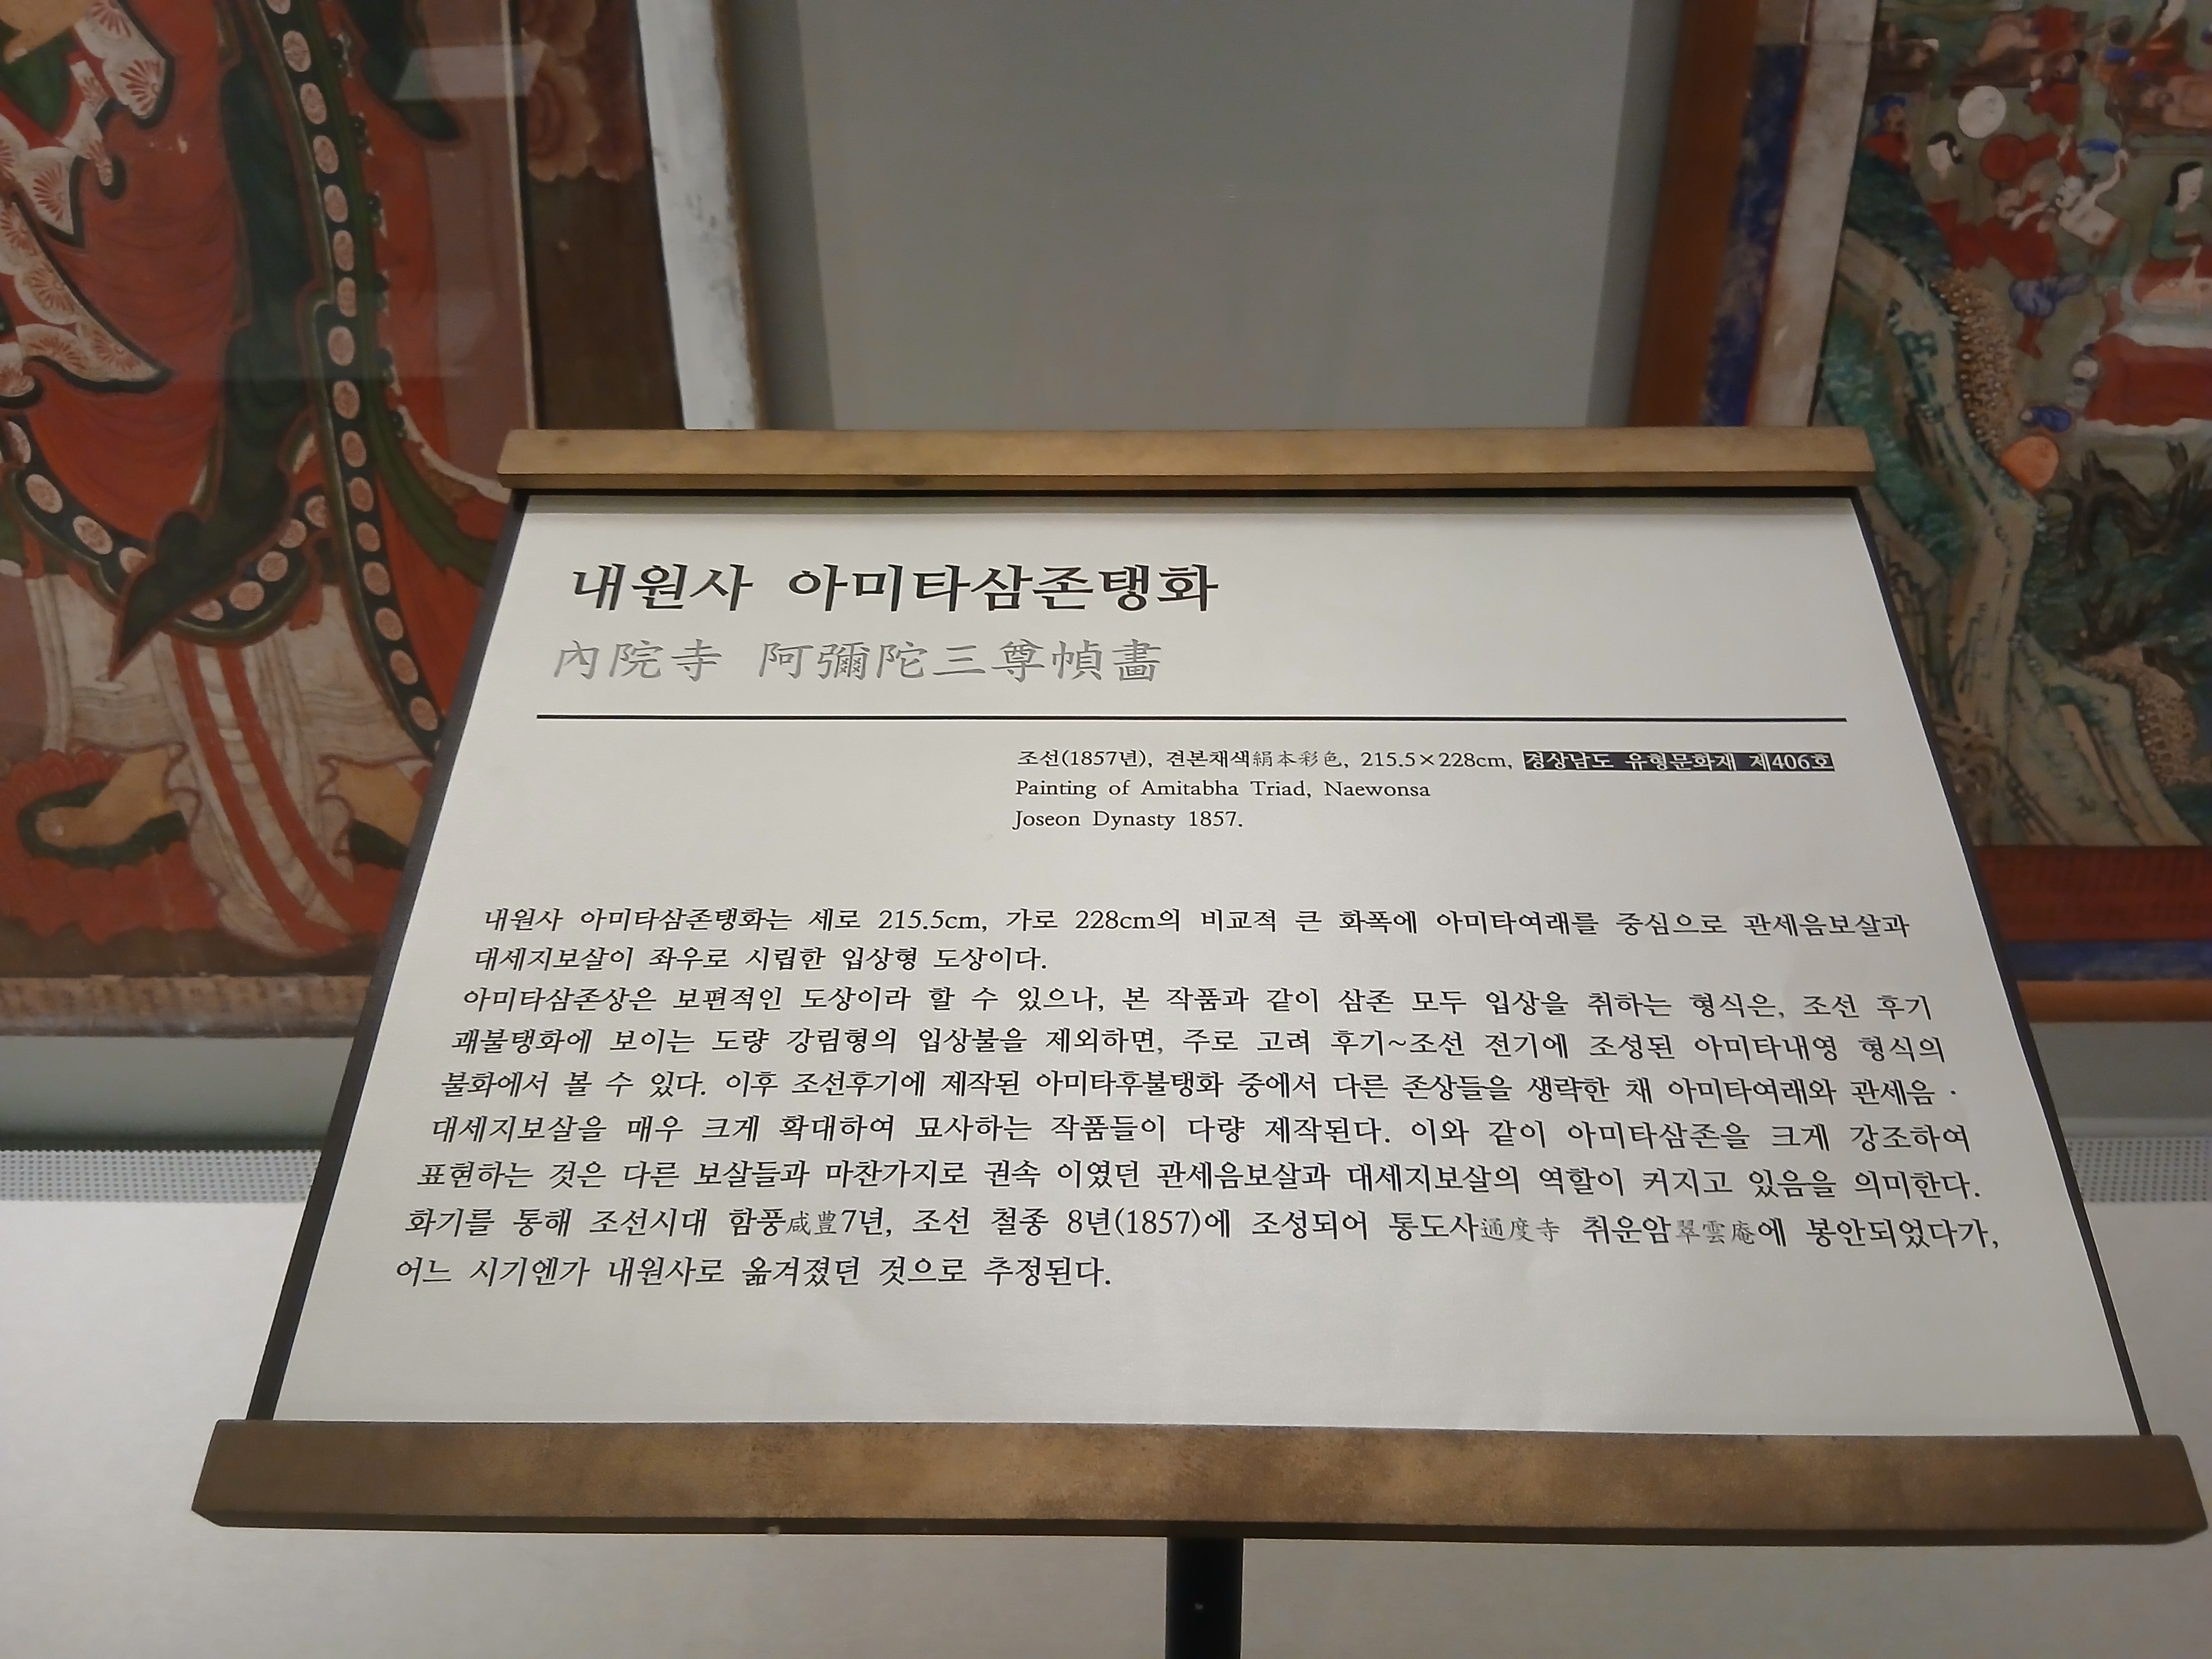 내원사 아미타삼존탱화
內院寺 阿彌陀三尊幀畵
조선(1857년), 견본채색絹本彩色, 215.5×228cm, 경상남도 유형문화재 제406호
Painting of Amitabha Triad, Naewonsa
Joseon Dynasty 1857.
내원사 아미타삼존탱화는 세로 215.5cm, 가로 228cm의 비교적 큰 화폭에 아미타여래를 중심으로 관세음보살과
대세지보살이 좌우로 시립한 입상형 도상이다.
아미타삼존상은 보편적인 도상이라 할 수 있으나, 본 작품과 같이 삼존 모두 입상을 취하는 형식은, 조선 후기
괘불탱화에 보이는 도량 강림형의 입상불을 제외하면, 주로 고려 후기~조선 전기에 조성된 아미타내영 형식의
불화에서 볼 수 있다. 이후 조선후기에 제작된 아미타후불탱화 중에서 다른 존상들을 생략한 채 아미타여래와 관세음 ·
대세지보살을 매우 크게 확대하여 묘사하는 작품들이 다량 제작된다. 이와 같이 아미타삼존을 크게 강조하여
표현하는 것은 다른 보살들과 마찬가지로 권속 이였던 관세음보살과 대세지보살의 역할이 커지고 있음을 의미한다.
화기를 통해 조선시대 함풍咸豊7년, 조선 철종 8년(1857)에 조성되어 통도사通度寺 취운암翠雲庵에 봉안되었다가,
어느 시기엔가 내원사로 옮겨졌던 것으로 추정된다.